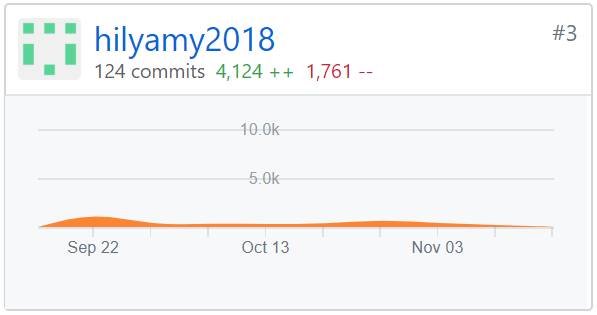 hilyamy2018 #3
124 commits 4,124 ++ 1,761 --
10.0k
5.0k
Sep 22 Oct 13 Nov 03